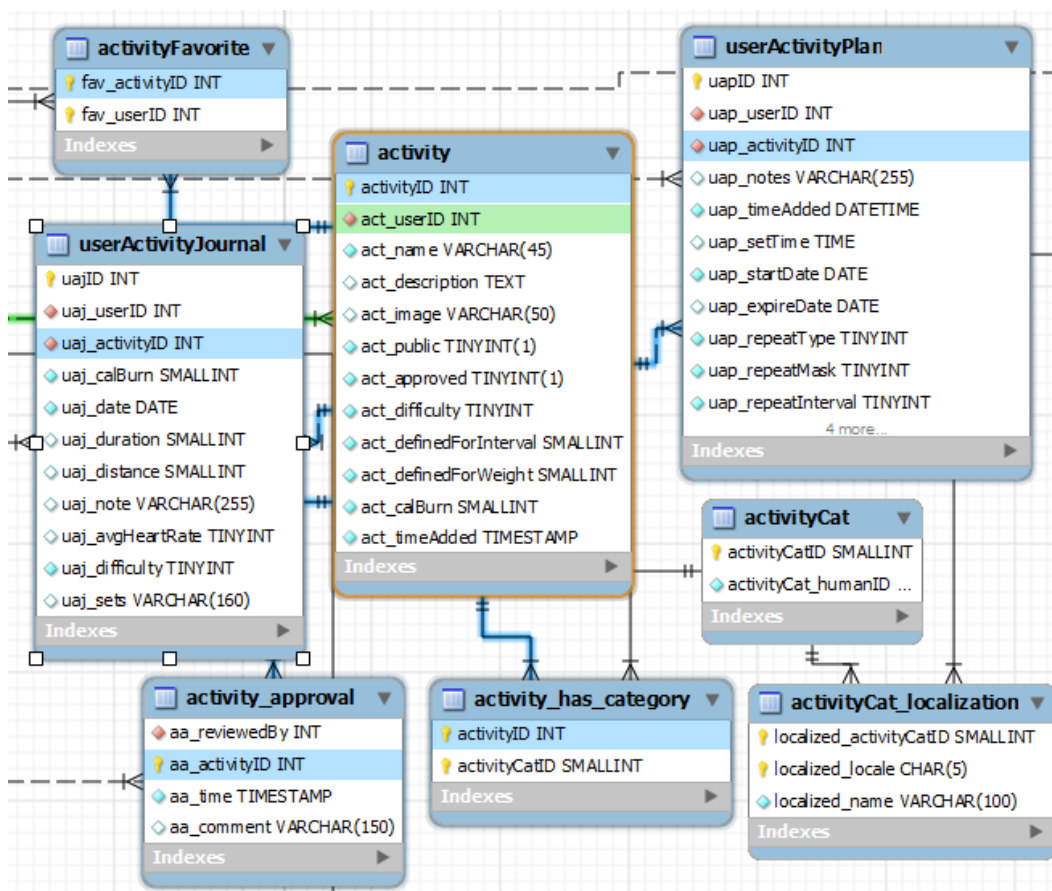 activityFavorite
fav_activityID INT
fav_userID INT
Indexes
userActivityPlan
uapID INT
uap_userID INT
uap_activityID INT
uap_notes VARCHAR(255)
uap_timeAdded DATETIME
uap_setTime TIME
uap_startDate DATE
uap_expireDate DATE
uap_repeatType TINYINT
uap_repeatMask TINYINT
uap_repeatInterval TINYINT
4 more...
Indexes
activity
activityID INT
act_userID INT
act_name VARCHAR(45)
act_description TEXT
act_image VARCHAR(50)
act_public TINYINT(1)
act_approved TINYINT(1)
act_difficulty TINYINT
act_definedForInterval SMALLINT
act_definedForWeight SMALLINT
act_calBurn SMALLINT
act_timeAdded TIMESTAMP
Indexes
userActivityJournal
uajID INT
uaj_userID INT
uaj_activityID INT
uaj_calBurn SMALLINT
uaj_date DATE
uaj_duration SMALLINT
uaj_distance SMALLINT
uaj_note VARCHAR(255)
uaj_avgHeartRate TINYINT
uaj_difficulty TINYINT
uaj_sets VARCHAR(160)
Indexes
activityCat
activityCatID SMALLINT
activityCat_humanID ...
Indexes
activity_approval
aa_reviewedBy INT
aa_activityID INT
aa_time TIMESTAMP
aa_comment VARCHAR(150)
Indexes
activity_has_category
activityID INT
activityCatID SMALLINT
Indexes
activityCat_localization
localized_activityCatID SMALLINT
localized_locale CHAR(5)
localized_name VARCHAR(100)
Indexes